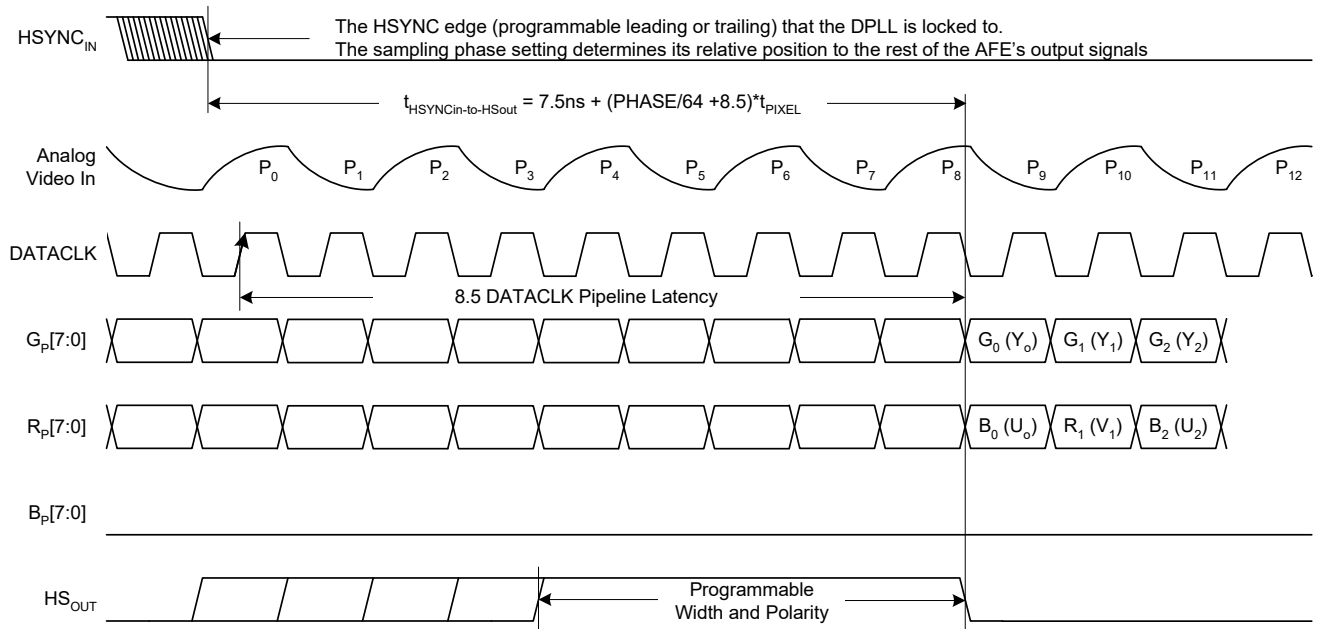 HSYNC_IN
The HSYNC edge (programmable leading or trailing) that the DPLL is locked to.
The sampling phase setting determines its relative position to the rest of the AFE's output signals
t_HSYNCin-to-HSout = 7.5ns + (PHASE/64 +8.5)*t_PIXEL
Analog
Video In
P_0 P_1 P_2 P_3 P_4 P_5 P_6 P_7 P_8 P_9 P_10 P_11 P_12
DATACLK
8.5 DATACLK Pipeline Latency
G_P[7:0] G_0 (Y_o) G_1 (Y_1) G_2 (Y_2)
R_P[7:0] B_0 (U_o) R_1 (V_1) B_2 (U_2)
B_P[7:0]
HS_OUT
Programmable
Width and Polarity